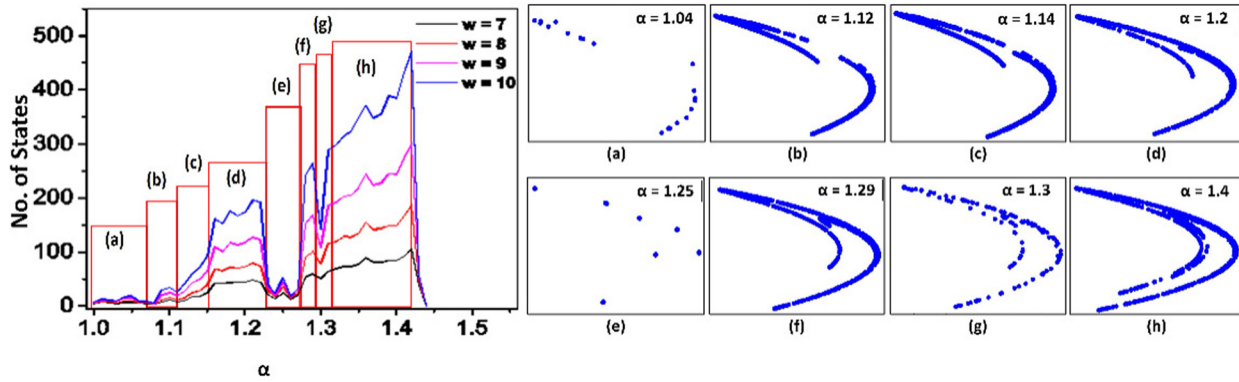 No. of States
500
400
300
200
100
0
1.0
1.1
1.2
1.3
1.4
1.5
α
w = 7
w = 8
w = 9
w = 10
(a)
(b)
(c)
(d)
(e)
(f)
(g)
(h)
α = 1.04
(a)
α = 1.12
(b)
α = 1.14
(c)
α = 1.2
(d)
α = 1.25
(e)
α = 1.29
(f)
α = 1.3
(g)
α = 1.4
(h)